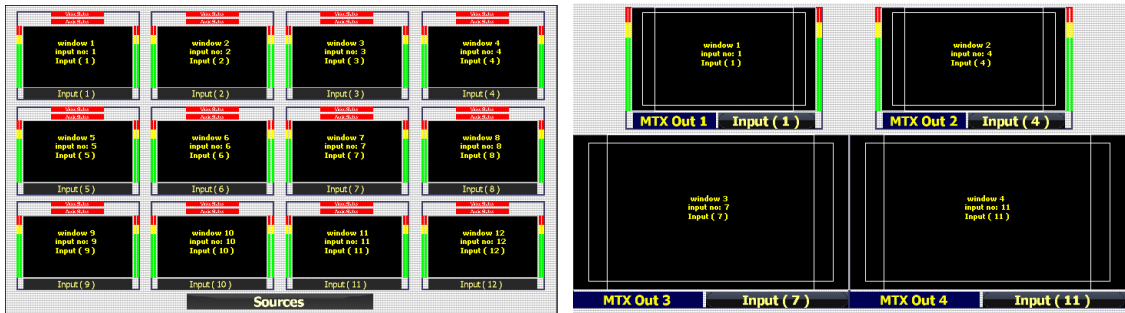 window 1
input no: 1
Input ( 1 )
Input ( 1 )
window 2
input no: 2
Input ( 2 )
Input ( 2 )
window 3
input no: 3
Input ( 3 )
Input ( 3 )
window 4
input no: 4
Input ( 4 )
Input ( 4 )
window 5
input no: 5
Input ( 5 )
Input ( 5 )
window 6
input no: 6
Input ( 6 )
Input ( 6 )
window 7
input no: 7
Input ( 7 )
Input ( 7 )
window 8
input no: 8
Input ( 8 )
Input ( 8 )
window 9
input no: 9
Input ( 9 )
Input ( 9 )
window 10
input no: 10
Input ( 10 )
Input ( 10 )
window 11
input no: 11
Input ( 11 )
Input ( 11 )
window 12
input no: 12
Input ( 12 )
Input ( 12 )
Sources
window 1
input no: 1
Input ( 1 )
MTX Out 1 Input ( 1 )
window 2
input no: 4
Input ( 4 )
MTX Out 2 Input ( 4 )
window 3
input no: 7
Input ( 7 )
MTX Out 3 Input ( 7 )
window 4
input no: 11
Input ( 11 )
MTX Out 4 Input ( 11 )